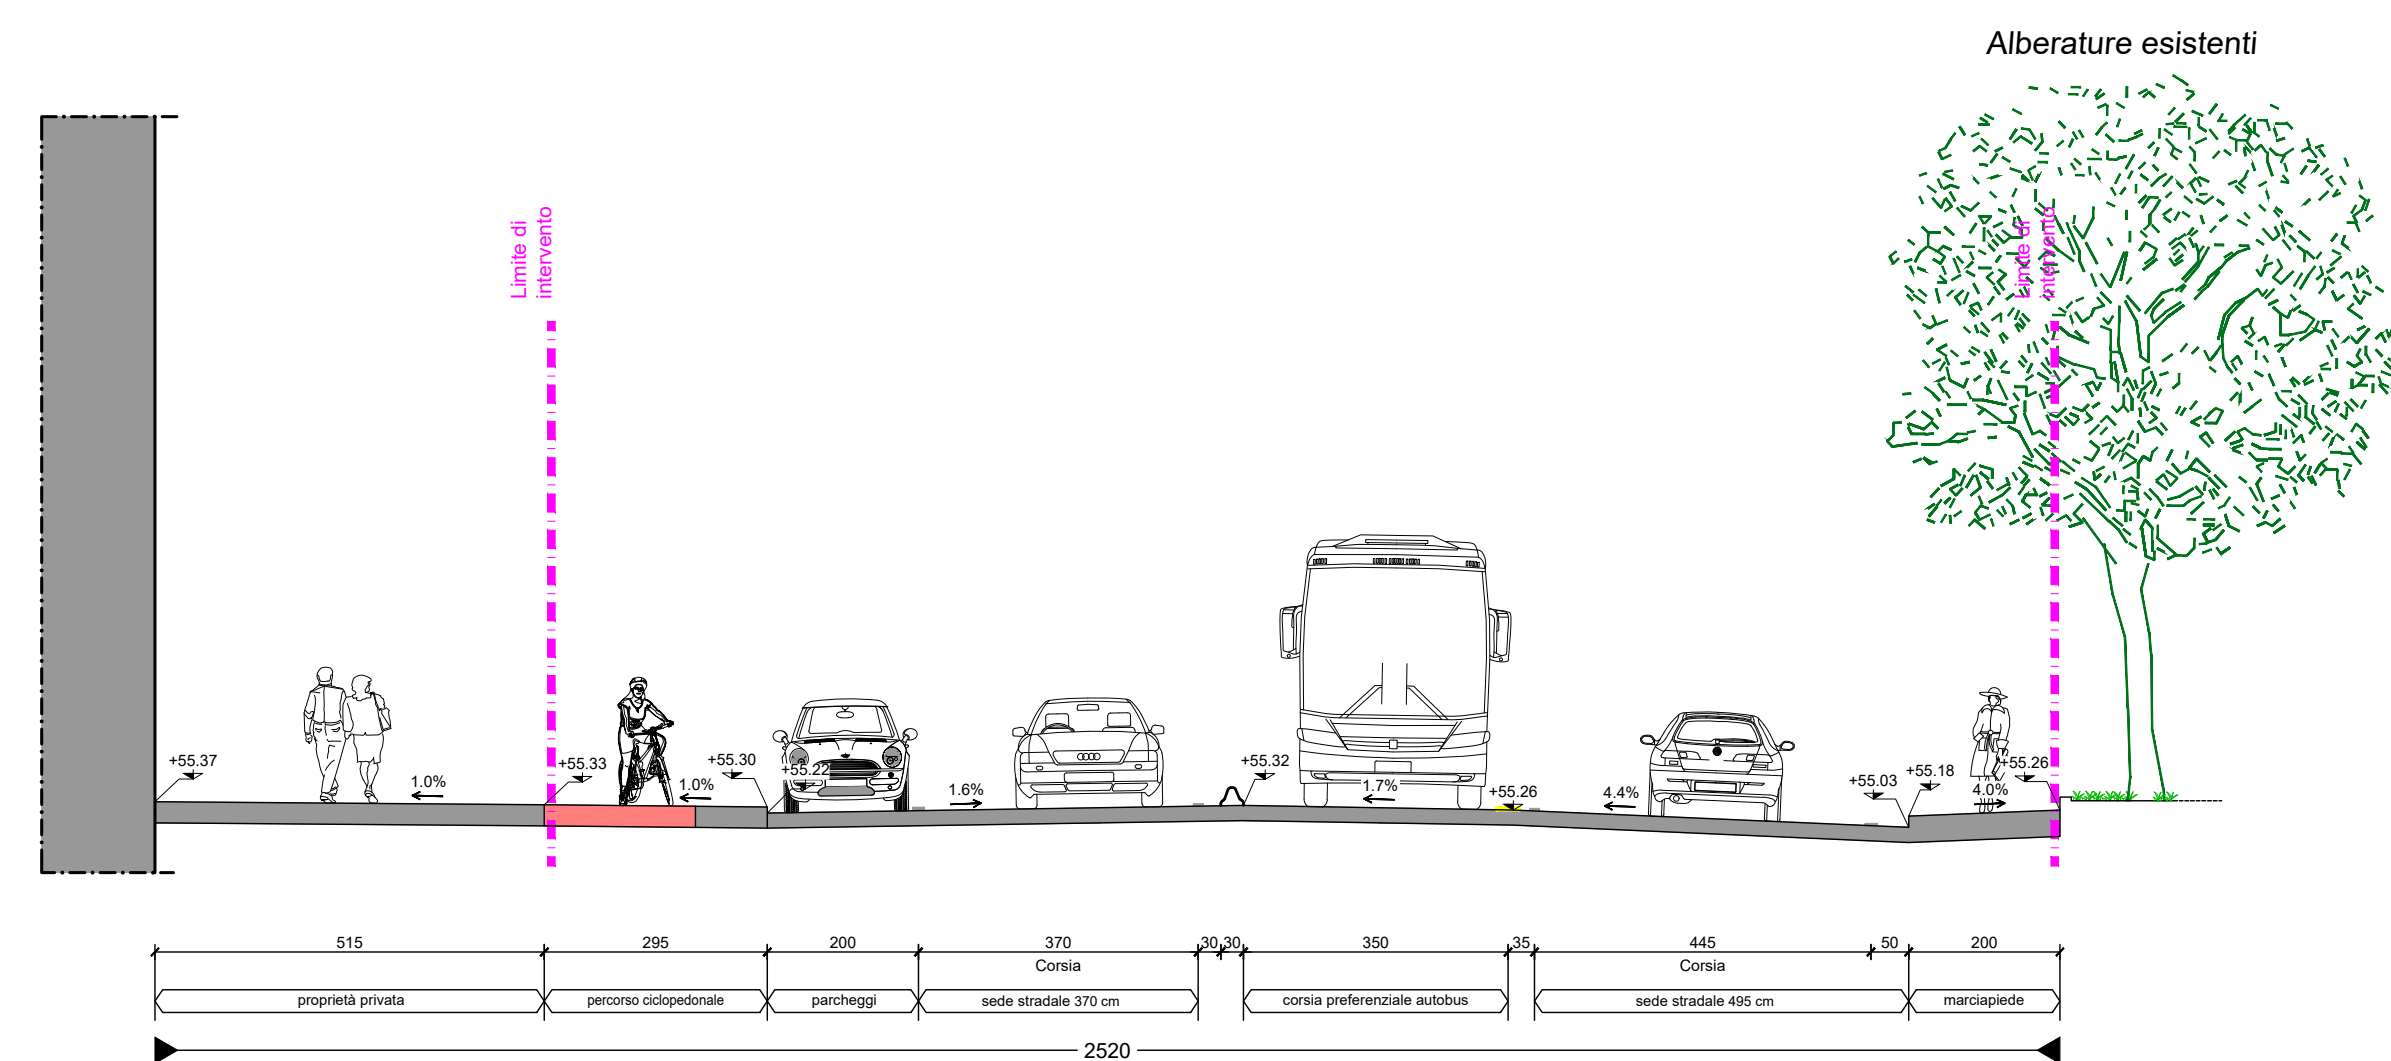 Alberature esistenti
Limite di
intervento
Limite di
intervento
+55.37
1.0%
+55.33
1.0%
+55.30
+55.22
1.6%
+55.32
1.7%
+55.26
4.4%
+55.03
+55.18
4.0%
+55.26
515
295
200
370
30
30
350
35
445
50
200
Corsia
Corsia
proprietà privata
percorso ciclopedonale
parcheggi
sede stradale 370 cm
corsia preferenziale autobus
sede stradale 495 cm
marciapiede
2520